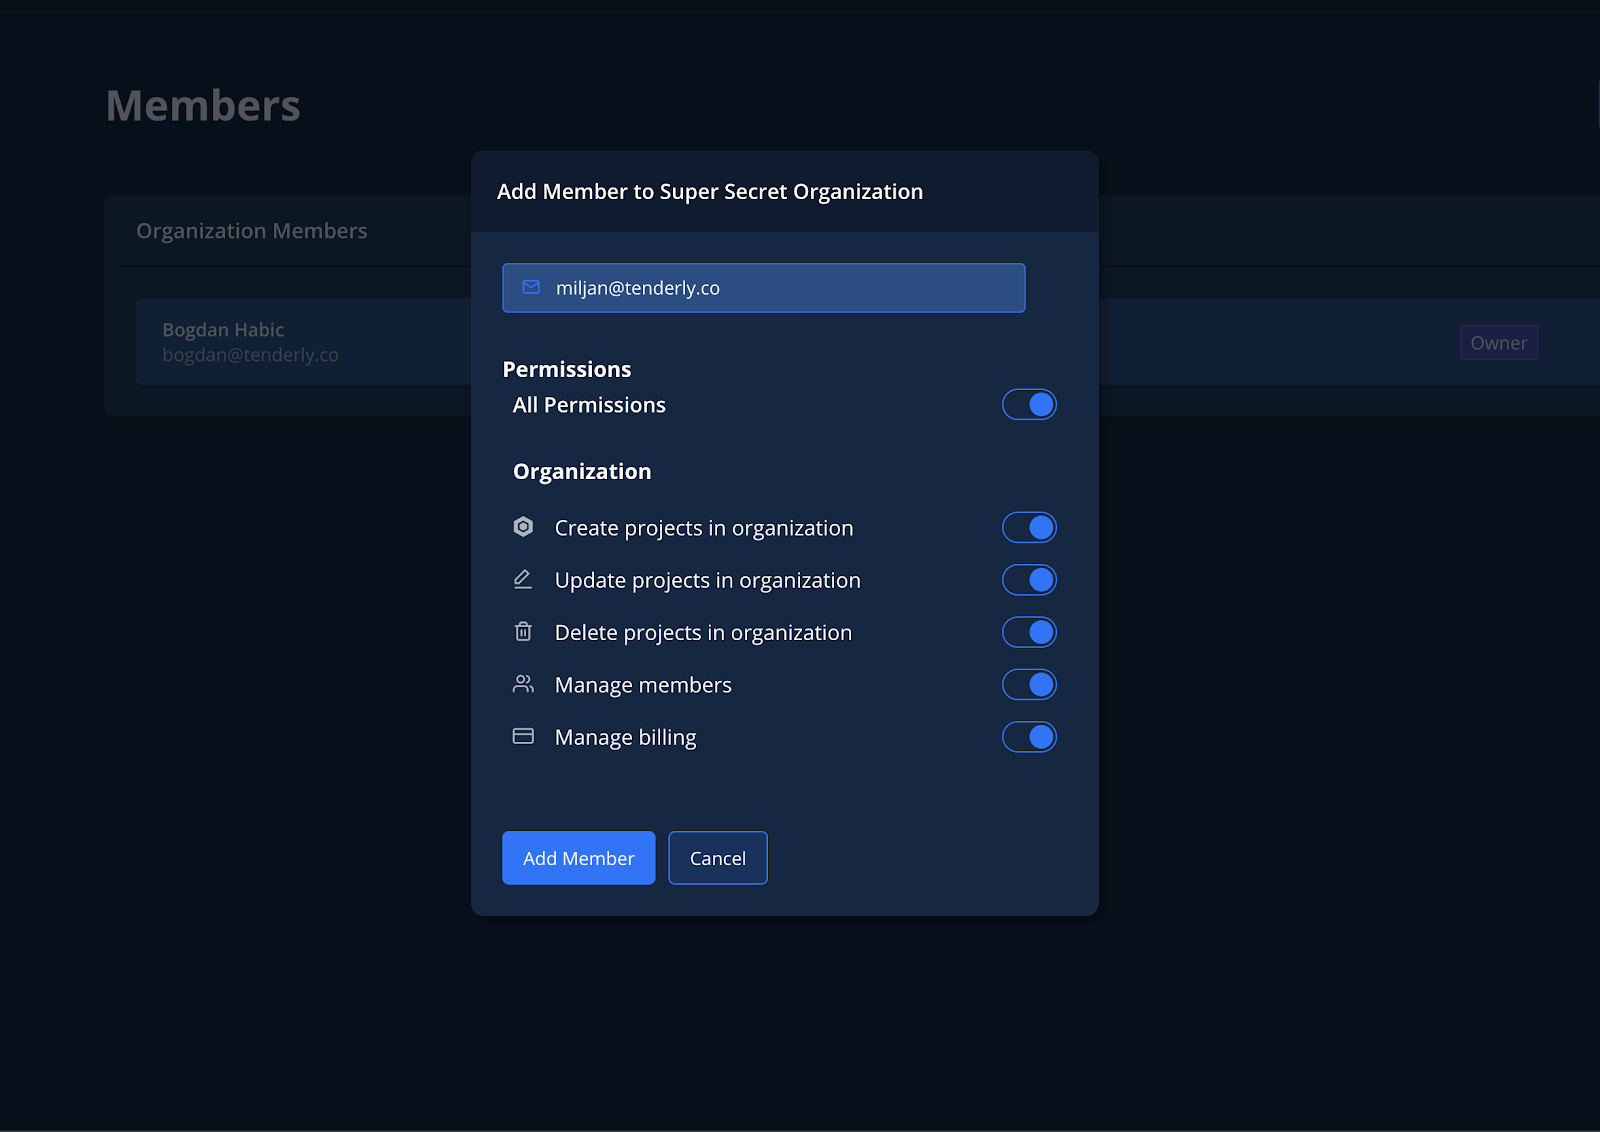 Members
Add Member to Super Secret Organization
Organization Members
miljan@tenderly.co
Bogdan Habic
bogdan@tenderly.co
Owner
Permissions
All Permissions
Organization
Create projects in organization
Update projects in organization
Delete projects in organization
Manage members
Manage billing
Add Member
Cancel